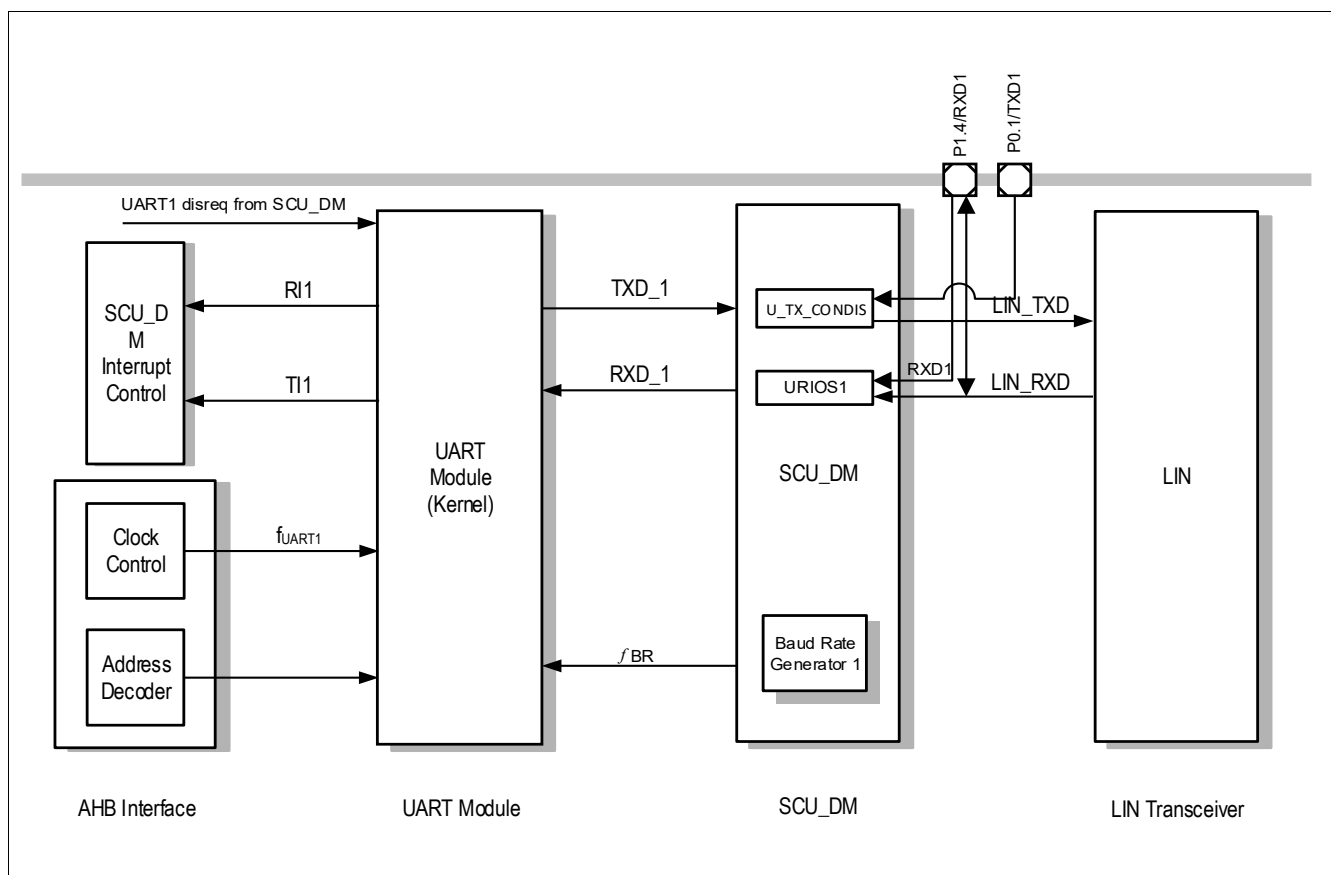 P1.4/RXD1
P0.1/TXD1
UART1 disreq from SCU_DM
SCU_D
M
Interrupt
Control
RI1
TI1
UART
Module
(Kernel)
TXD_1
RXD_1
U_TX_CONDIS
LIN_TXD
URIOS1
RXD1
LIN_RXD
SCU_DM
LIN
Clock
Control
fUART1
Address
Decoder
fBR
Baud Rate
Generator 1
AHB Interface
UART Module
SCU_DM
LIN Transceiver